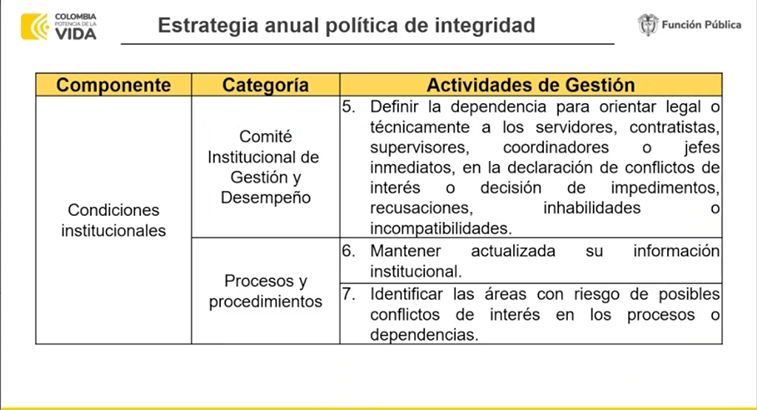 COLOMBIA
POTENCIA DE LA
VIDA
Estrategia anual política de integridad
Función Pública
Componente
Categoría
Actividades de Gestión
Condiciones
institucionales
Comité
Institucional de
Gestión y
Desempeño
5. Definir la dependencia para orientar legal o
técnicamente a los servidores, contratistas,
supervisores, coordinadores o jefes
inmediatos, en la declaración de conflictos de
interés o decisión de impedimentos,
recusaciones, inhabilidades o
incompatibilidades.
Procesos y
procedimientos
6. Mantener actualizada su información
institucional.
7. Identificar las áreas con riesgo de posibles
conflictos de interés en los procesos o
dependencias.